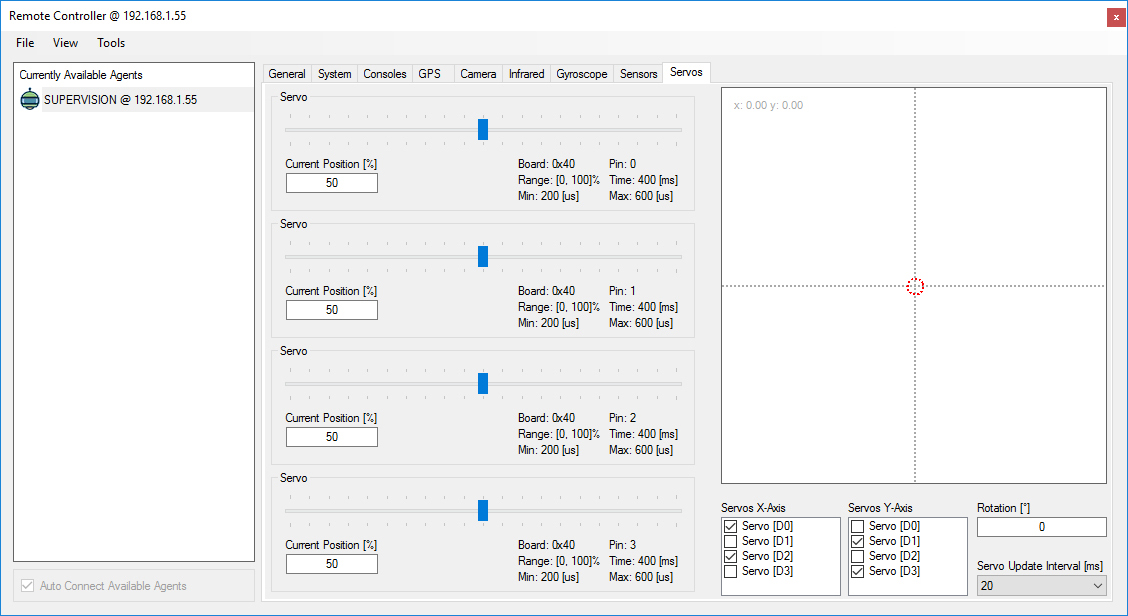 Remote Controller @ 192.168.1.55
x
File View Tools
Currently Available Agents
SUPERVISION @ 192.168.1.55
Auto Connect Available Agents
General System Consoles GPS Camera Infrared Gyroscope Sensors Servos
Servo
Current Position [%]
50
Board: 0x40 Pin: 0
Range: [0, 100]% Time: 400 [ms]
Min: 200 [us] Max: 600 [us]
Servo
Current Position [%]
50
Board: 0x40 Pin: 1
Range: [0, 100]% Time: 400 [ms]
Min: 200 [us] Max: 600 [us]
Servo
Current Position [%]
50
Board: 0x40 Pin: 2
Range: [0, 100]% Time: 400 [ms]
Min: 200 [us] Max: 600 [us]
Servo
Current Position [%]
50
Board: 0x40 Pin: 3
Range: [0, 100]% Time: 400 [ms]
Min: 200 [us] Max: 600 [us]
x: 0.00 y: 0.00
Servos X-Axis
Servo [D0]
Servo [D1]
Servo [D2]
Servo [D3]
Servos Y-Axis
Servo [D0]
Servo [D1]
Servo [D2]
Servo [D3]
Rotation [°]
0
Servo Update Interval [ms]
20